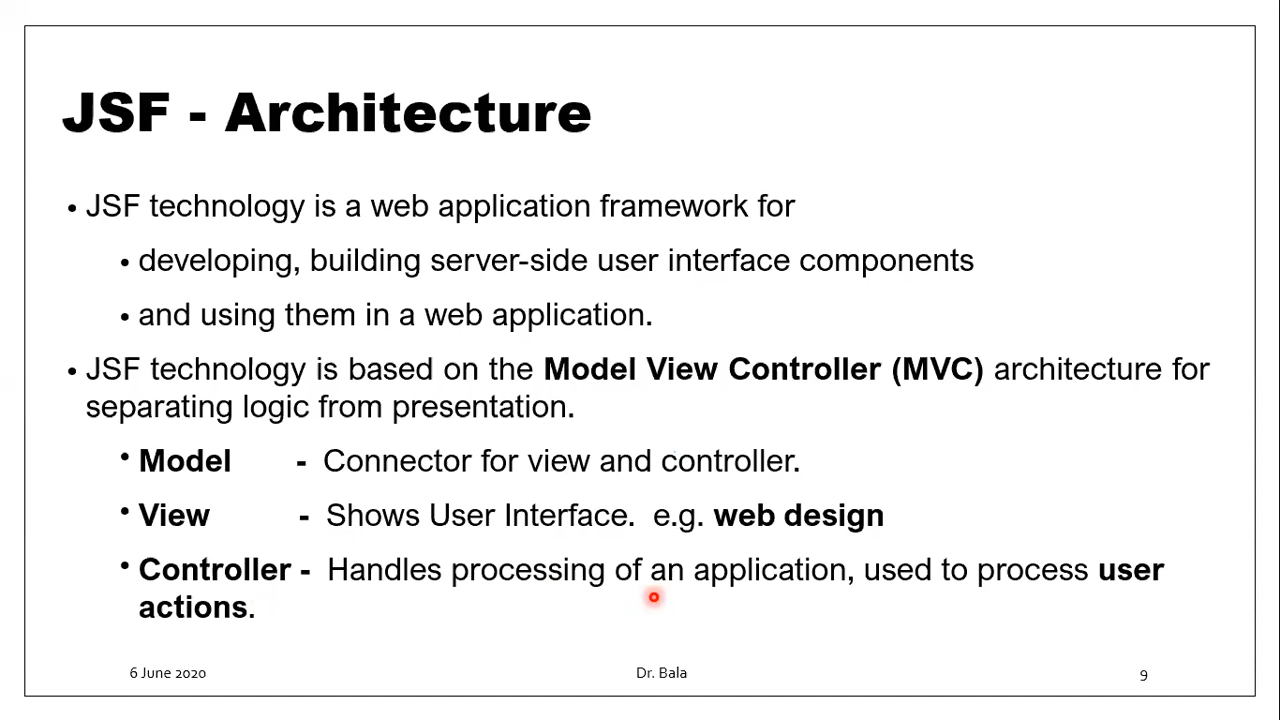 JSF - Architecture
• JSF technology is a web application framework for
• developing, building server-side user interface components
• and using them in a web application.
• JSF technology is based on the Model View Controller (MVC) architecture for
separating logic from presentation.
• Model - Connector for view and controller.
• View - Shows User Interface. e.g. web design
• Controller - Handles processing of an application, used to process user
actions.
6 June 2020 Dr. Bala 9